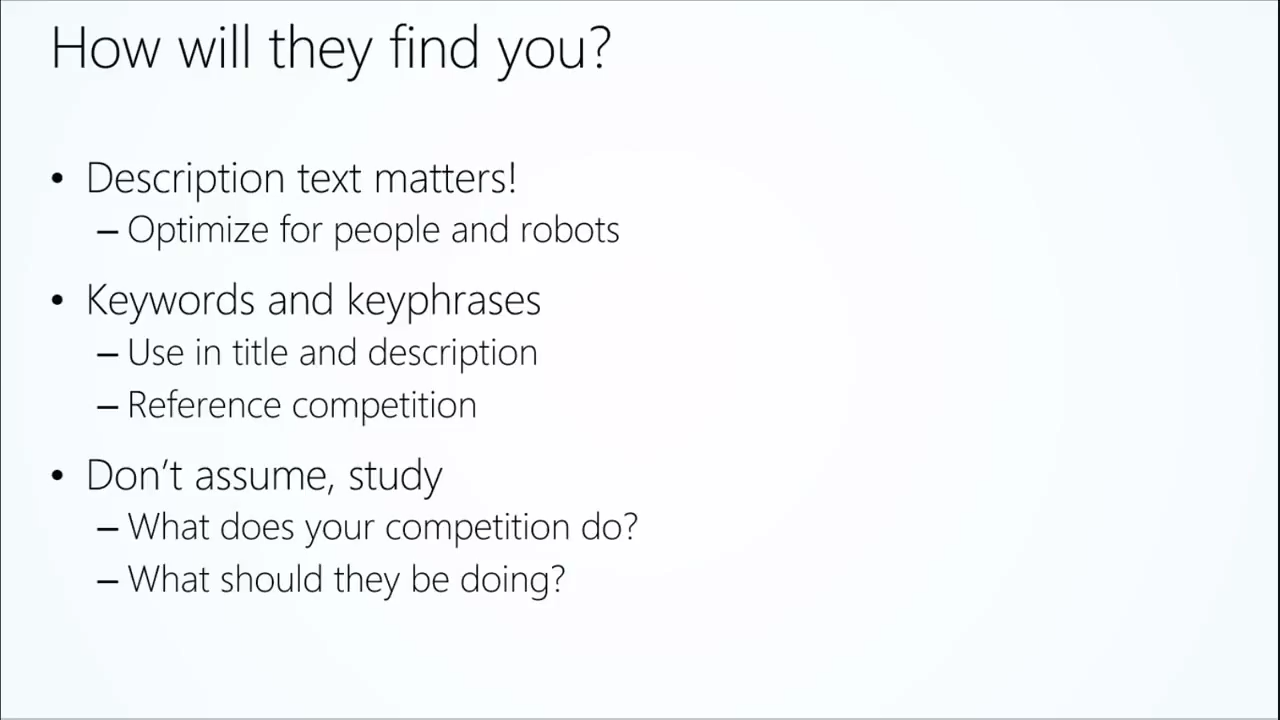 How will they find you?
• Description text matters!
– Optimize for people and robots
• Keywords and keyphrases
– Use in title and description
– Reference competition
• Don’t assume, study
– What does your competition do?
– What should they be doing?